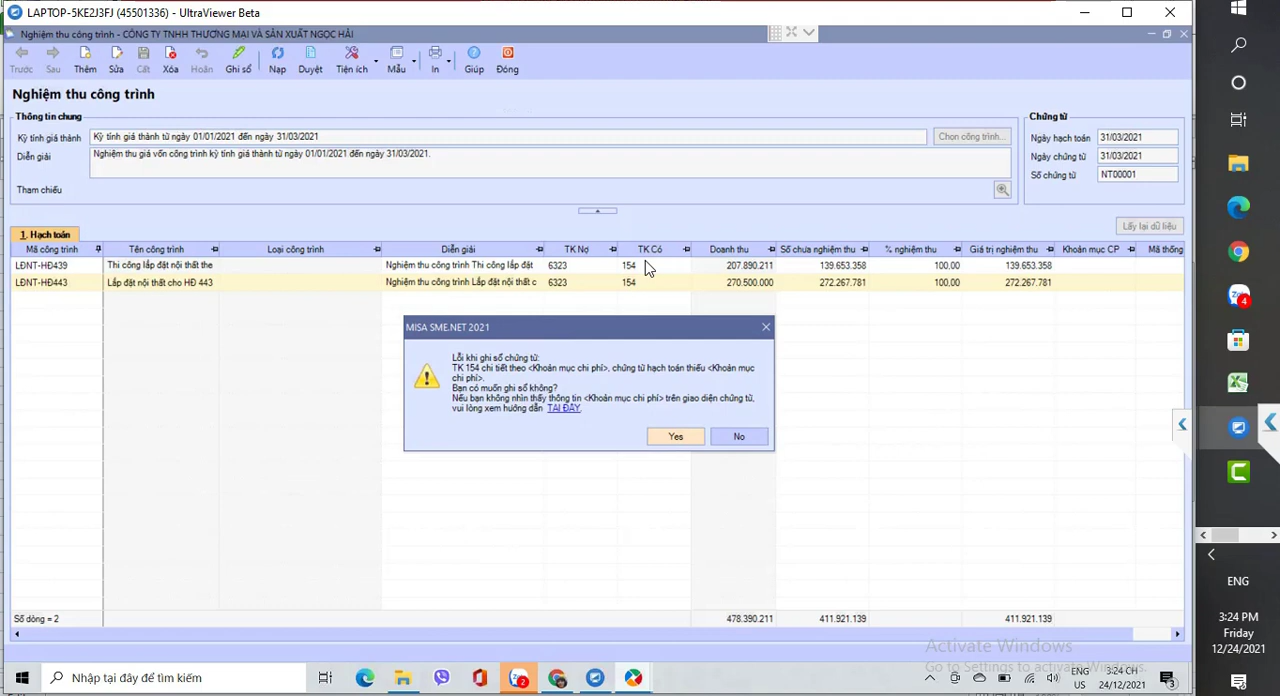 LAPTOP-5KE2J3FJ (45501336) - UltraViewer Beta
Nghiệm thu công trình - CÔNG TY TNHH THƯƠNG MẠI VÀ SẢN XUẤT NGỌC HẢI
Trước Sau Thêm Sửa Cất Xóa Hoãn Ghi sổ Nạp Duyệt Tiện ích Mẫu In Giúp Đóng
Nghiệm thu công trình
Thông tin chung
Kỳ tính giá thành Kỳ tính giá thành từ ngày 01/01/2021 đến ngày 31/03/2021 Chọn công trình...
Diễn giải Nghiệm thu giá vốn công trình kỳ tính giá thành từ ngày 01/01/2021 đến ngày 31/03/2021.
Tham chiếu
Chứng từ
Ngày hạch toán 31/03/2021
Ngày chứng từ 31/03/2021
Số chứng từ NT00001
Lấy lại dữ liệu
1. Hạch toán
Mã công trình Tên công trình Loại công trình Diễn giải TK Nợ TK Có Doanh thu Số chưa nghiệm thu % nghiệm thu Giá trị nghiệm thu Khoản mục CP Mã thống
LĐNT-HĐ439 Thi công lắp đặt nội thất the Nghiệm thu công trình Thi công lắp đặt 6323 154 207.890.211 139.653.358 100,00 139.653.358
LĐNT-HĐ443 Lắp đặt nội thất cho HĐ 443 Nghiệm thu công trình Lắp đặt nội thất c 6323 154 270.500.000 272.267.781 100,00 272.267.781
MISA SME.NET 2021
Lỗi khi ghi sổ chứng từ:
TK 154 chi tiết theo <Khoản mục chi phí>, chứng từ hạch toán thiếu <Khoản mục
chi phí>.
Bạn có muốn ghi sổ không?
Nếu bạn không nhìn thấy thông tin <Khoản mục chi phí> trên giao diện chứng từ,
vui lòng xem hướng dẫn TẠI ĐÂY.
Yes No
Số dòng = 2 478.390.211 411.921.139 411.921.139
Activate Windows
Go to Settings to activate Windows.
Nhập tại đây để tìm kiếm
2
ENG
US
3:24 CH
24/12/2021
3
4
ENG
3:24 PM
Friday
12/24/2021